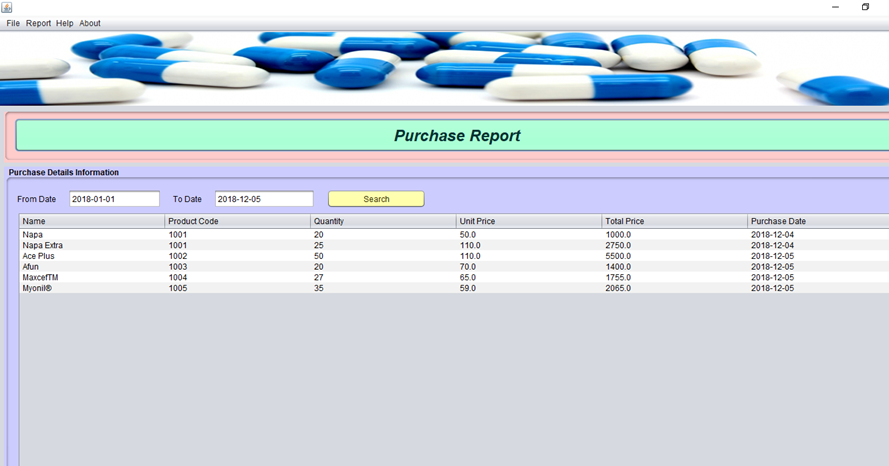 File Report Help About
Purchase Report
Purchase Details Information
From Date 2018-01-01 To Date 2018-12-05 Search
Name Product Code Quantity Unit Price Total Price Purchase Date
Napa 1001 20 50.0 1000.0 2018-12-04
Napa Extra 1001 25 110.0 2750.0 2018-12-04
Ace Plus 1002 50 110.0 5500.0 2018-12-05
Afun 1003 20 70.0 1400.0 2018-12-05
MaxcefTM 1004 27 65.0 1755.0 2018-12-05
Myonil® 1005 35 59.0 2065.0 2018-12-05